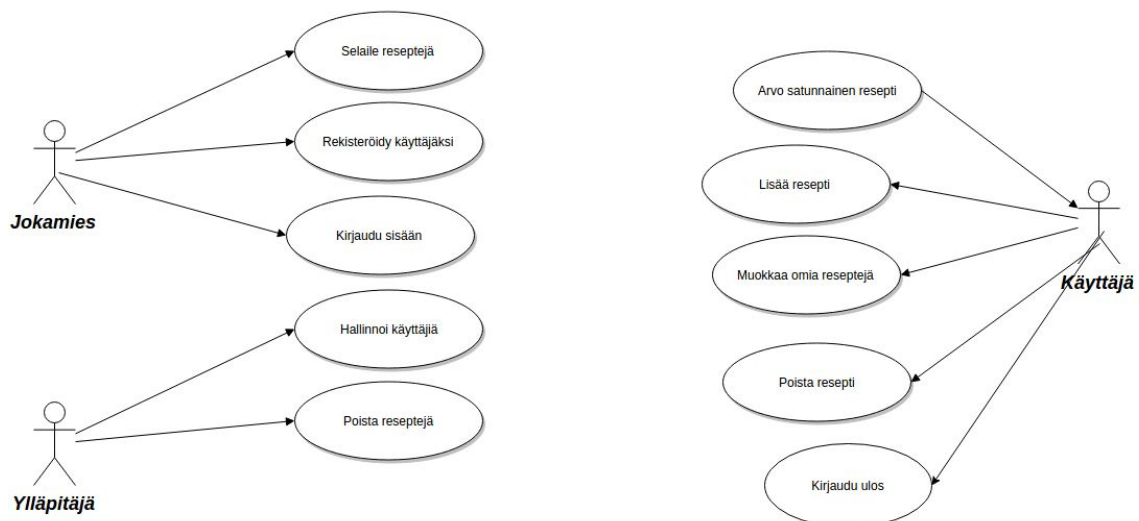 Selaile reseptejä
Rekisteröidy käyttäjäksi
Jokamies
Kirjaudu sisään
Hallinnoi käyttäjiä
Poista reseptejä
Ylläpitäjä
Arvo satunnainen resepti
Lisää resepti
Muokkaa omia reseptejä
Käyttäjä
Poista resepti
Kirjaudu ulos